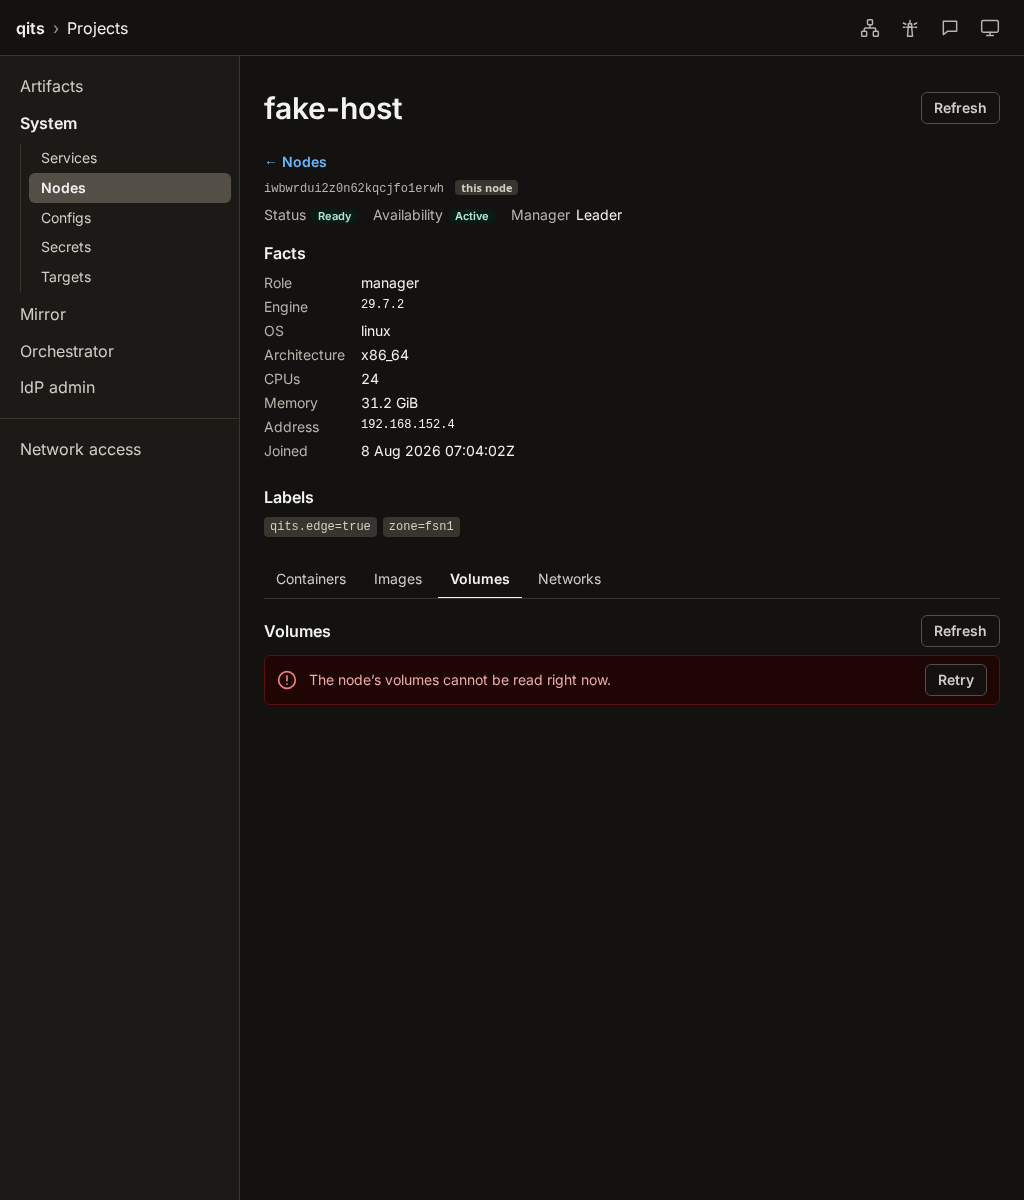 qits › Projects
Artifacts
System
Services
Nodes
Configs
Secrets
Targets
Mirror
Orchestrator
IdP admin
Network access
fake-host
Refresh
← Nodes
iwbwrdui2z0n62kqcjfo1erwh this node
Status Ready Availability Active Manager Leader
Facts
Role manager
Engine 29.7.2
OS linux
Architecture x86_64
CPUs 24
Memory 31.2 GiB
Address 192.168.152.4
Joined 8 Aug 2026 07:04:02Z
Labels
qits.edge=true zone=fsn1
Containers Images Volumes Networks
Volumes
Refresh
The node’s volumes cannot be read right now.
Retry